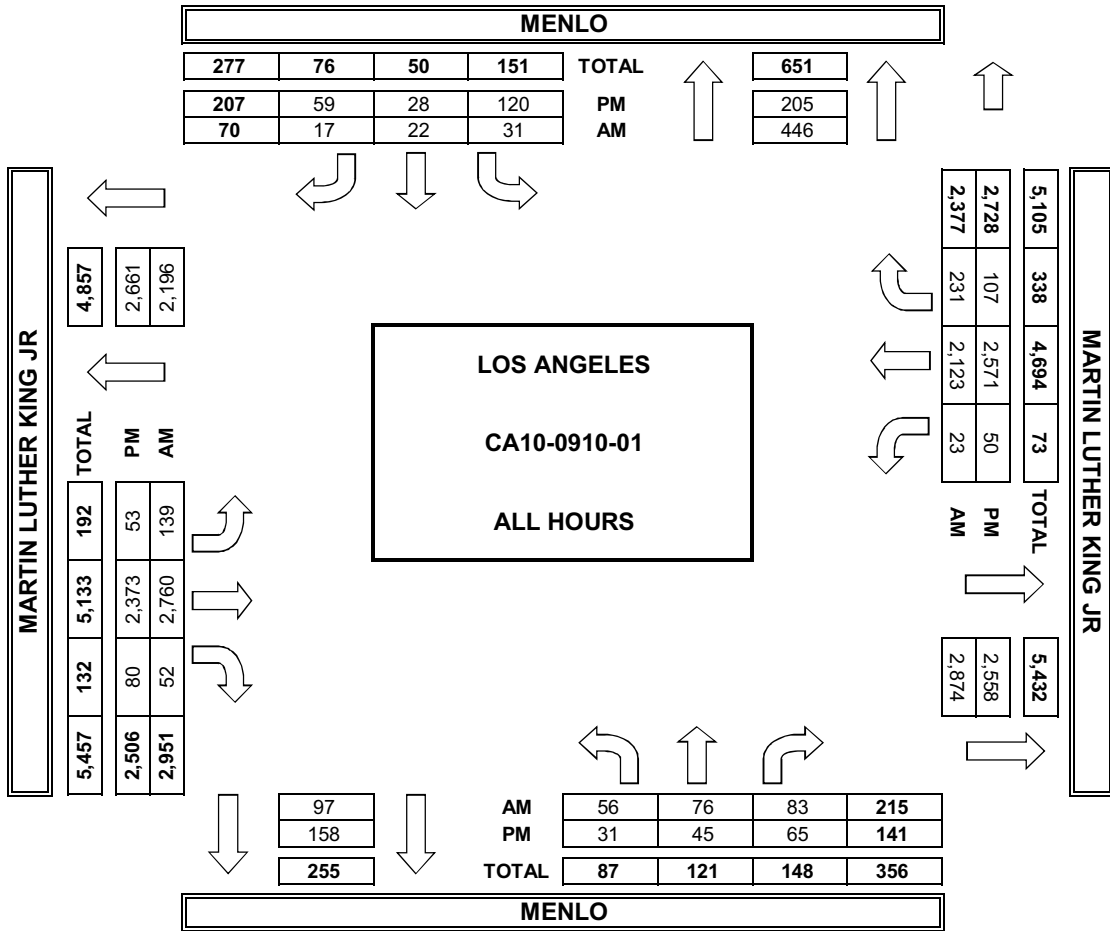 MENLO
277 76 50 151 TOTAL 651
207 59 28 120 PM 205
70 17 22 31 AM 446
MARTIN LUTHER KING JR
4,857
2,661
2,196
TOTAL 192 5,133 132 5,457
PM 53 2,373 80 2,506
AM 139 2,760 52 2,951
LOS ANGELES
CA10-0910-01
ALL HOURS
2,377 231 2,123 23 AM 2,874
2,728 107 2,571 50 PM 2,558
5,105 338 4,694 73 TOTAL 5,432
MARTIN LUTHER KING JR
97 AM 56 76 83 215
158 PM 31 45 65 141
255 TOTAL 87 121 148 356
MENLO